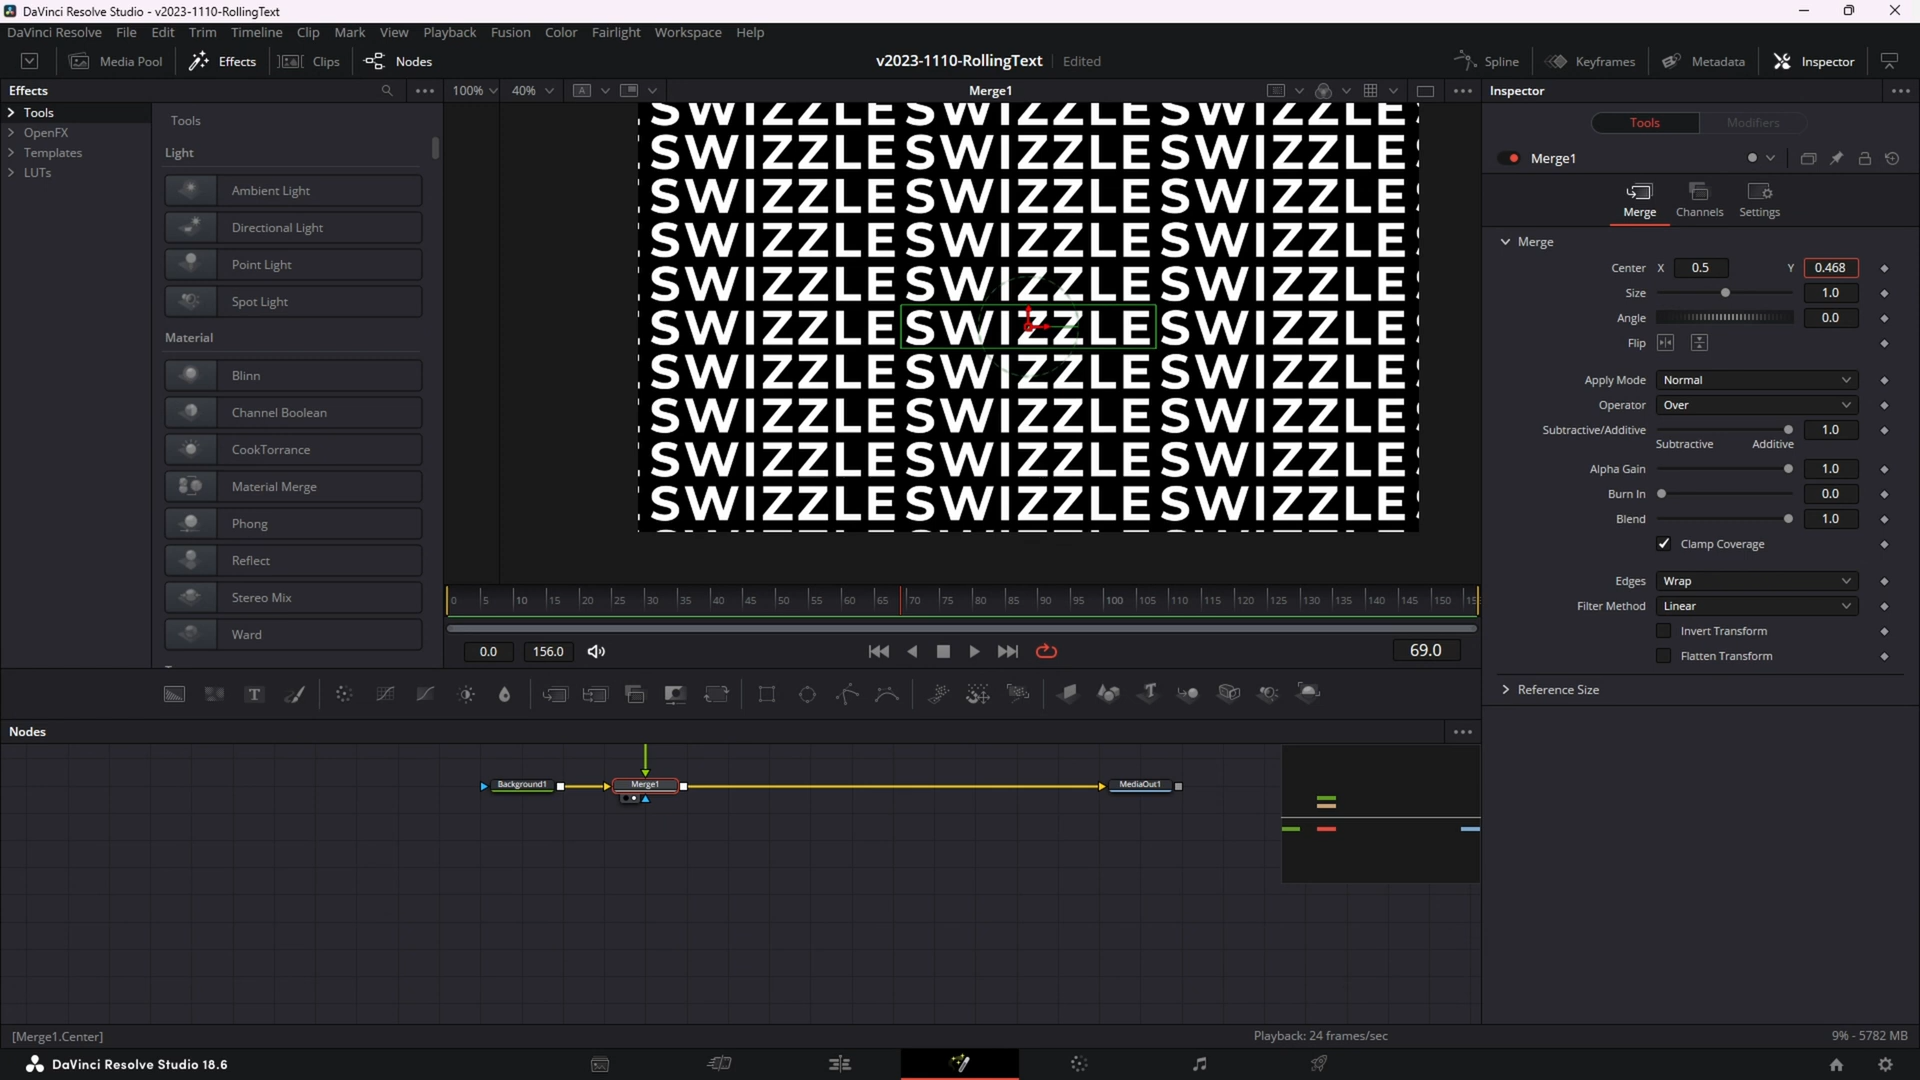 DaVinci Resolve Studio - v2023-1110-RollingText
DaVinci Resolve File Edit Trim Timeline Clip Mark View Playback Fusion Color Fairlight Workspace Help
Media Pool Effects Clips Nodes v2023-1110-RollingText Edited Spline Keyframes Metadata Inspector
Effects 100% 40% Merge1 Inspector
Tools
OpenFX
Templates
LUTs
Tools
Light
Ambient Light
Directional Light
Point Light
Spot Light
Material
Blinn
Channel Boolean
CookTorrance
Material Merge
Phong
Reflect
Stereo Mix
Ward
SWIZZLE SWIZZLE SWIZZLE
SWIZZLE SWIZZLE SWIZZLE
SWIZZLE SWIZZLE SWIZZLE
SWIZZLE SWIZZLE SWIZZLE
SWIZZLE SWIZZLE SWIZZLE
SWIZZLE SWIZZLE SWIZZLE
SWIZZLE SWIZZLE SWIZZLE
SWIZZLE SWIZZLE SWIZZLE
SWIZZLE SWIZZLE SWIZZLE
SWIZZLE SWIZZLE SWIZZLE
0 5 10 15 20 25 30 35 40 45 50 55 60 65 70 75 80 85 90 95 100 105 110 115 120 125 130 135 140 145 150
0.0 156.0 69.0
Tools Modifiers
Merge1
Merge Channels Settings
Merge
Center X 0.5 Y 0.468
Size 1.0
Angle 0.0
Flip
Apply Mode Normal
Operator Over
Subtractive/Additive 1.0
Subtractive Additive
Alpha Gain 1.0
Burn In 0.0
Blend 1.0
Clamp Coverage
Edges Wrap
Filter Method Linear
Invert Transform
Flatten Transform
Reference Size
Nodes
Background1 Merge1 MediaOut1
[Merge1.Center] Playback: 24 frames/sec 9% - 5782 MB
DaVinci Resolve Studio 18.6